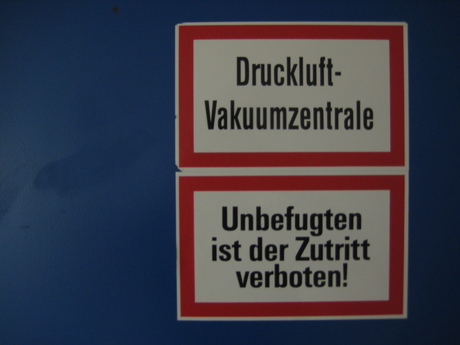 Druckluft-
Vakuumzentrale
Unbefugten
ist der Zutritt
verboten!